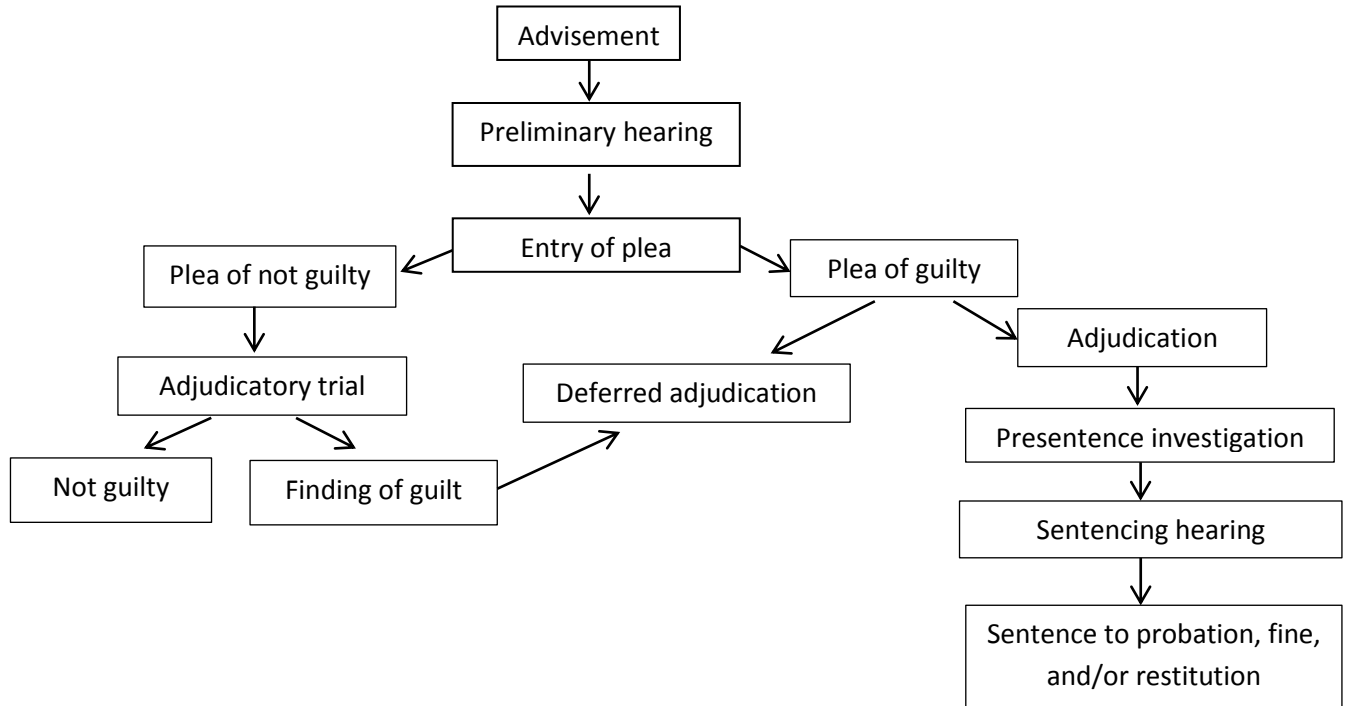 Advisement
Preliminary hearing
Entry of plea
Plea of not guilty
Plea of guilty
Adjudication
Adjudicatory trial
Deferred adjudication
Presentence investigation
Not guilty
Finding of guilt
Sentencing hearing
Sentence to probation, fine,
and/or restitution